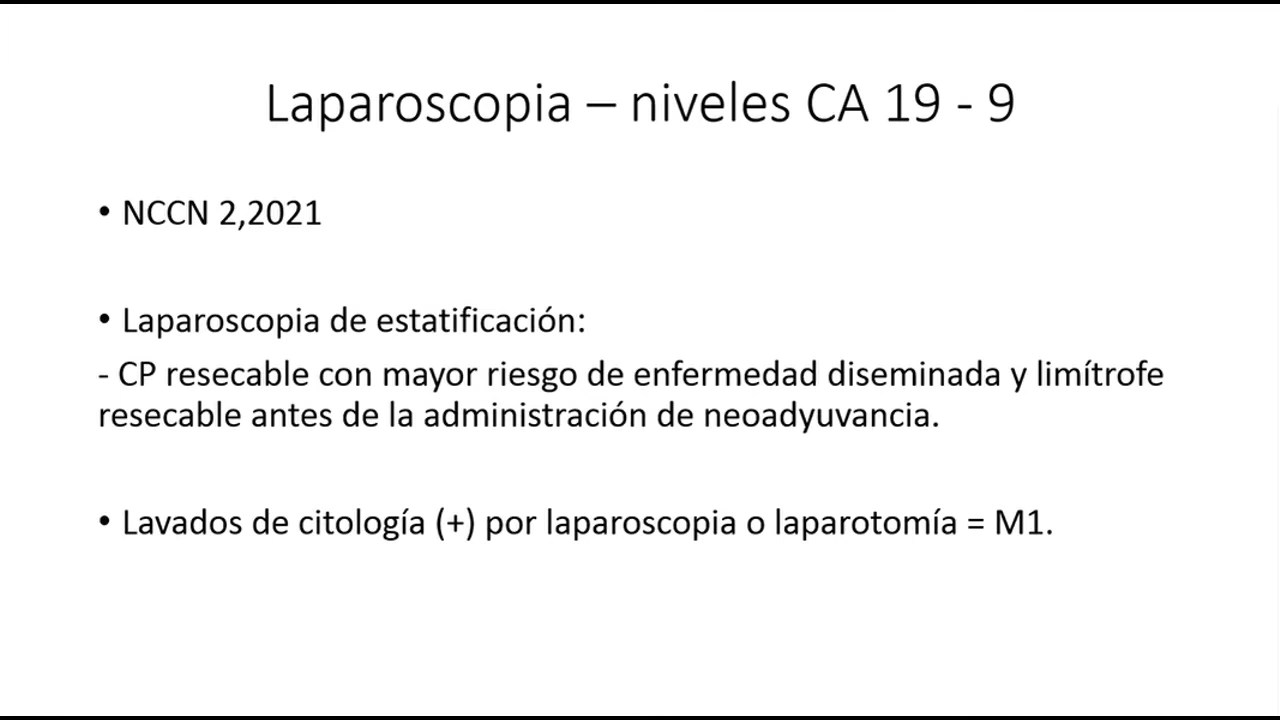 Laparoscopia – niveles CA 19 - 9
• NCCN 2,2021
• Laparoscopia de estatificación:
- CP resecable con mayor riesgo de enfermedad diseminada y limítrofe
resecable antes de la administración de neoadyuvancia.
• Lavados de citología (+) por laparoscopia o laparotomía = M1.